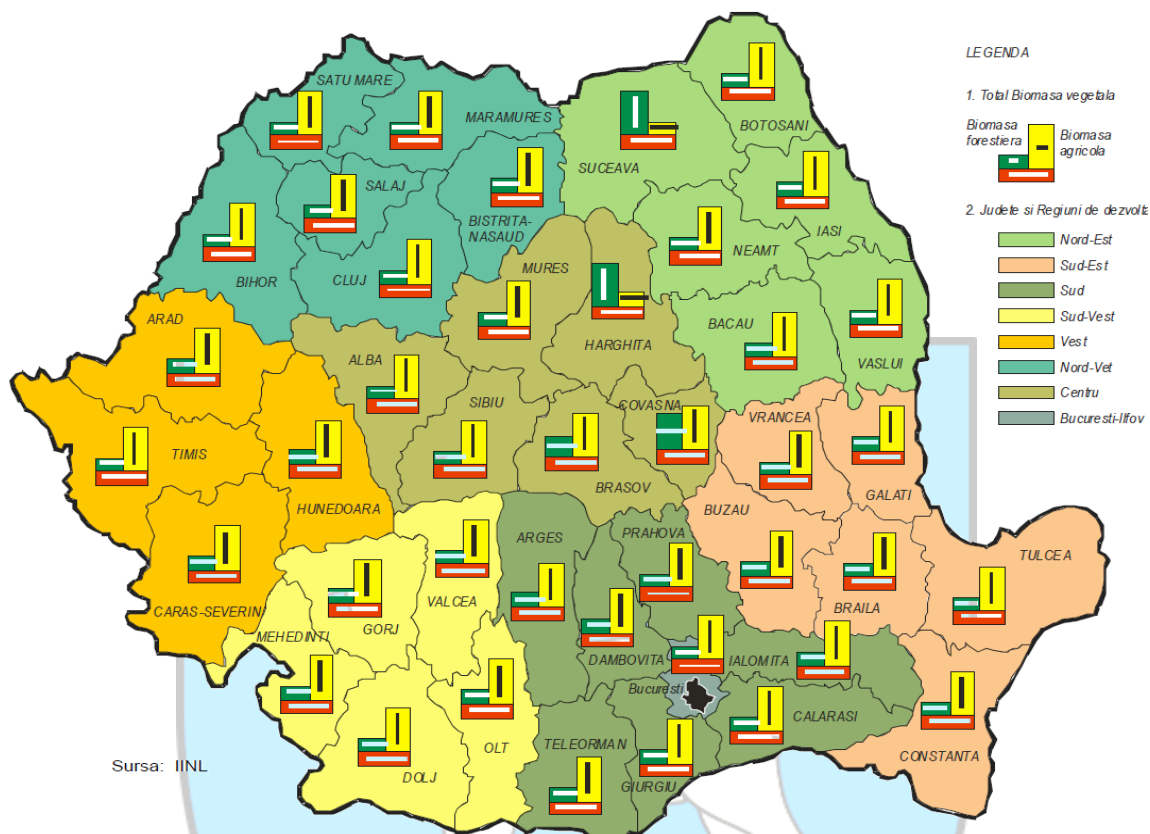 LEGENDA
1. Total Biomasa vegetala
Biomasa
forestiera
Biomasa
agricola
2. Judete si Regiuni de dezvolta
Nord-Est
Sud-Est
Sud
Sud-Vest
Vest
Nord-Vet
Centru
Bucuresti-Ilfov
SATU MARE
MARAMURES
BOTOSANI
SUCEAVA
SALAJ
BISTRITA-
NASAUD
IASI
NEAMT
MURES
BIHOR
CLUJ
ARAD
BACAU
HARGHITA
ALBA
VASLUI
SIBIU
COVASNA
VRANCEA
TIMIS
BRASOV
GALATI
HUNEDOARA
BUZAU
PRAHOVA
ARGES
TULCEA
VALCEA
CARAS-SEVERIN
BRAILA
GORJ
MEHEDINTI
DAMBOVITA
IALOMITA
Bucuresti
CALARASI
OLT
TELEORMAN
CONSTANTA
DOLJ
GIURGIU
Sursa: IINL